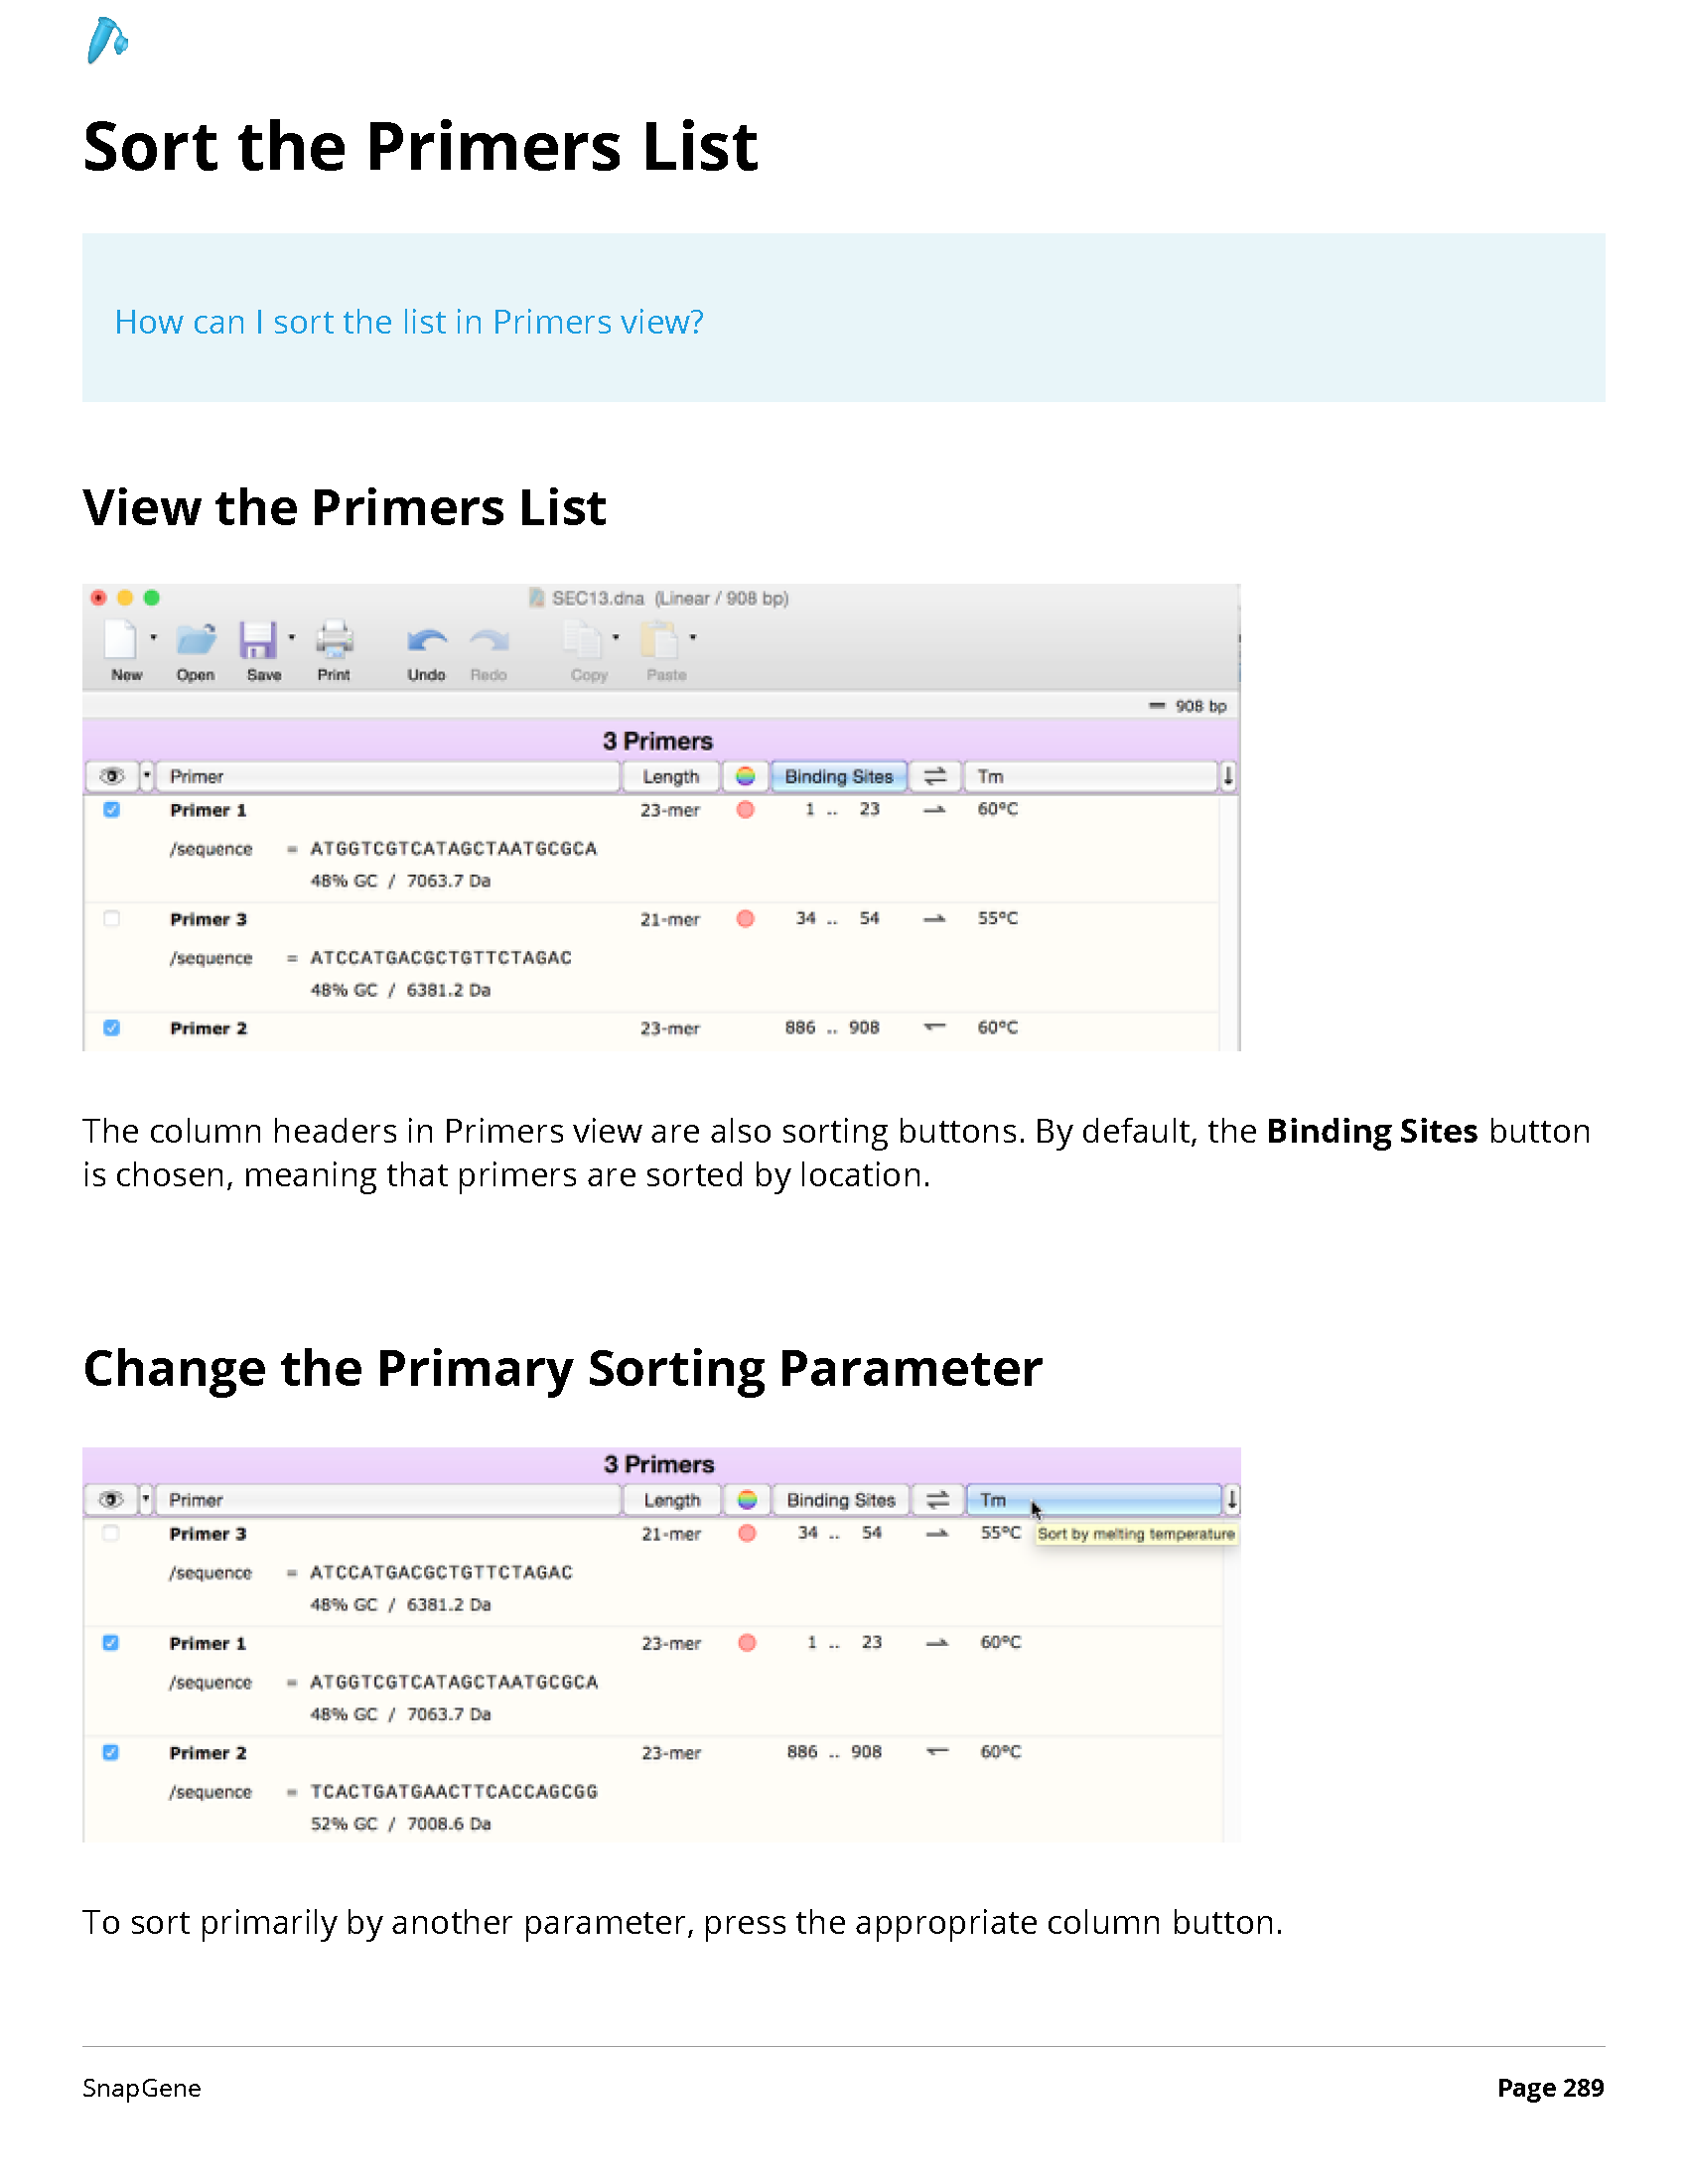 Sort the Primers List
How can I sort the list in Primers view?
View the Primers List
SEC13.dna (Linear / 908 bp)
New Open Save Print Undo Redo Copy Paste
908 bp
3 Primers
Primer Length Binding Sites Tm
Primer 1 23-mer 1 .. 23 60°C
/sequence = ATGGTCGTCATAGCTAATGCGCA
48% GC / 7063.7 Da
Primer 3 21-mer 34 .. 54 55°C
/sequence = ATCCATGACGCTGTTCTAGAC
48% GC / 6381.2 Da
Primer 2 23-mer 886 .. 908 60°C
The column headers in Primers view are also sorting buttons. By default, the Binding Sites button
is chosen, meaning that primers are sorted by location.
Change the Primary Sorting Parameter
3 Primers
Primer Length Binding Sites Tm
Primer 3 21-mer 34 .. 54 55°C Sort by melting temperature
/sequence = ATCCATGACGCTGTTCTAGAC
48% GC / 6381.2 Da
Primer 1 23-mer 1 .. 23 60°C
/sequence = ATGGTCGTCATAGCTAATGCGCA
48% GC / 7063.7 Da
Primer 2 23-mer 886 .. 908 60°C
/sequence = TCACTGATGAACTTCACCAGCGG
52% GC / 7008.6 Da
To sort primarily by another parameter, press the appropriate column button.
SnapGene Page 289